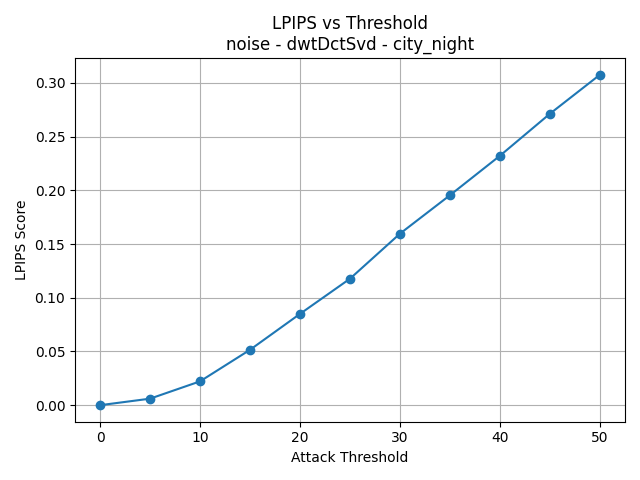 LPIPS vs Threshold
noise - dwtDctSvd - city_night
0.30
0.25
0.20
0.15
0.10
0.05
0.00
LPIPS Score
0 10 20 30 40 50
Attack Threshold